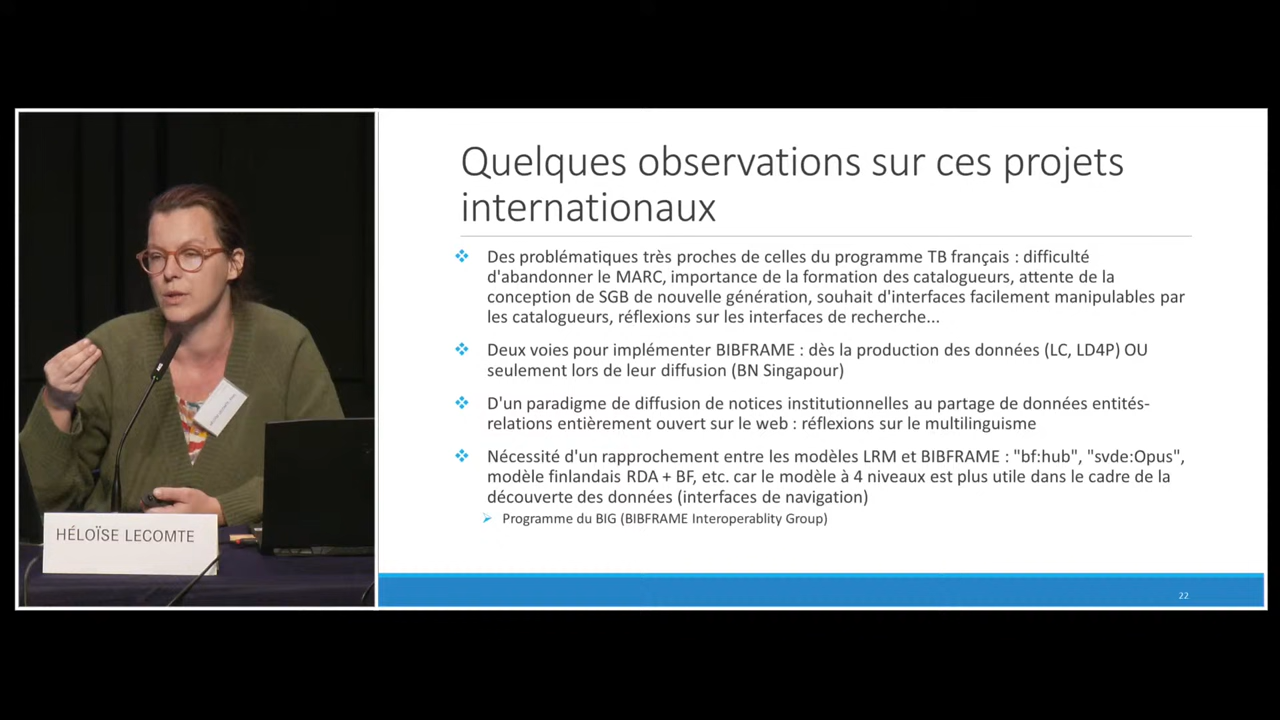 Quelques observations sur ces projets
internationaux
Des problématiques très proches de celles du programme TB français : difficulté
d'abandonner le MARC, importance de la formation des catalogueurs, attente de la
conception de SGB de nouvelle génération, souhait d'interfaces facilement manipulables par
les catalogueurs, réflexions sur les interfaces de recherche...
Deux voies pour implémenter BIBFRAME : dès la production des données (LC, LD4P) OU
seulement lors de leur diffusion (BN Singapour)
D'un paradigme de diffusion de notices institutionnelles au partage de données entités-
relations entièrement ouvert sur le web : réflexions sur le multilinguisme
Nécessité d'un rapprochement entre les modèles LRM et BIBFRAME : "bf:hub", "svde:Opus",
modèle finlandais RDA + BF, etc. car le modèle à 4 niveaux est plus utile dans le cadre de la
découverte des données (interfaces de navigation)
Programme du BIG (BIBFRAME Interoperablity Group)
22
HÉLOÏSE LECOMTE